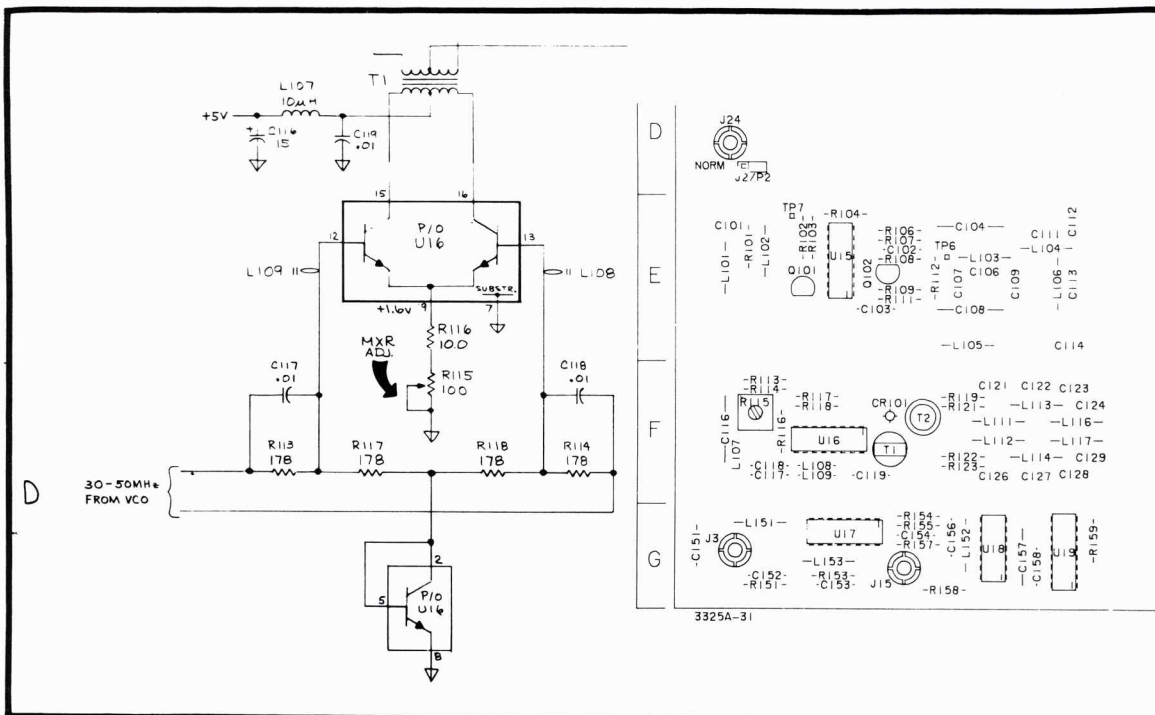 T1
L107
10µH
+5V
+
C116
15
C119
.01
15
16
12
P/O
U16
13
L109
L108
SUBSTR.
+1.6V
9
7
R116
10.0
MXR
ADJ.
R115
100
C117
.01
C118
.01
R113
178
R117
178
R118
178
R114
178
D
30-50MHz
FROM VCO
2
5
P/O
U16
8
D
E
F
G
J24
NORM
J2/P2
TP7
-R104-
C101
-R101-
-L101-
-L102-
-R102-
-R103-
U15
-R106-
-R107-
-C102-
-R108-
Q101
Q102
-R109-
-R111-
-C103-
-C104-
TP6
-L103-
C106
-R112-
C107
C109
-C108-
C111
C112
-L104-
-L106-
C113
-L105-
C114
-R113-
-R114-
R115
-C116-
L107
-R116-
-R117-
-R118-
U16
CR101
T2
T1
-R119-
-R121-
C121
C122
C123
-L113-
C124
-L111-
-L116-
-L112-
-L117-
-R122-
-R123-
-L114-
C129
C126
C127
C128
-C118-
-C117-
-L108-
-L109-
-C119-
-C151-
J3
-L151-
U17
-R154-
-R155-
-C154-
-R157-
-L153-
-C152-
-R151-
-R153-
-C153-
J15
-R158-
-C156-
-L152-
U18
-C157-
-C158-
U19
-R159-
3325A-31